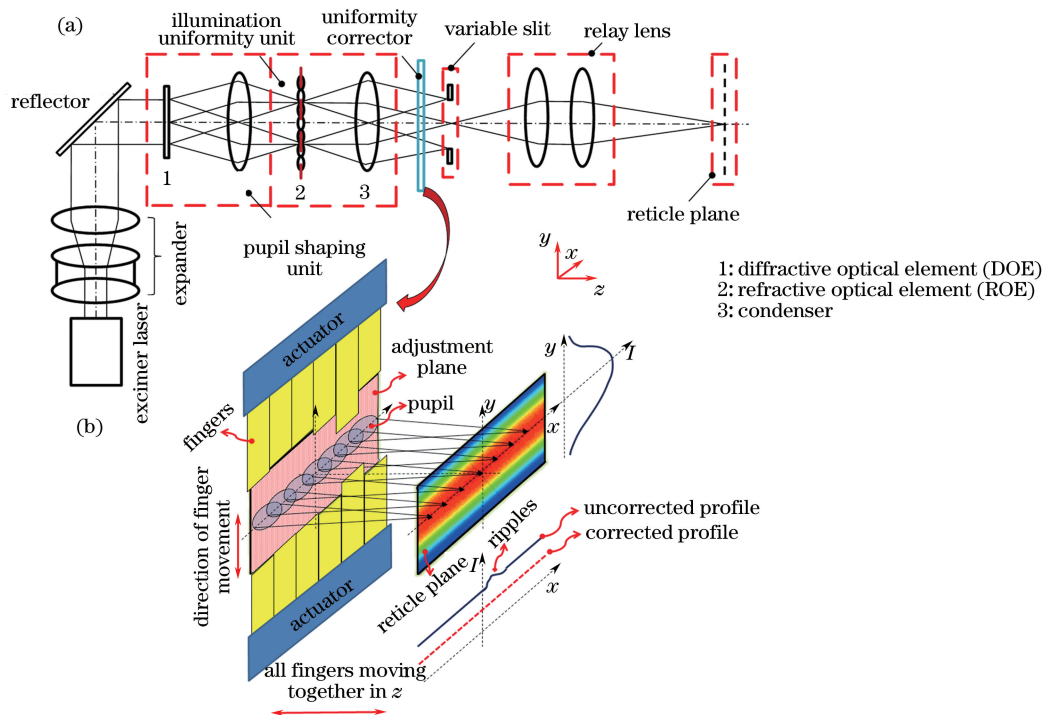 (a)
illumination
uniformity unit
uniformity
corrector
variable slit
relay lens
reflector
1
2
3
reticle plane
pupil shaping
unit
expander
excimer laser
y
x
z
1: diffractive optical element (DOE)
2: refractive optical element (ROE)
3: condenser
(b)
actuator
adjustment
plane
pupil
fingers
y
x
y
I
direction of finger
movement
reticle plane
ripples
uncorrected profile
corrected profile
I
x
actuator
all fingers moving
together in z